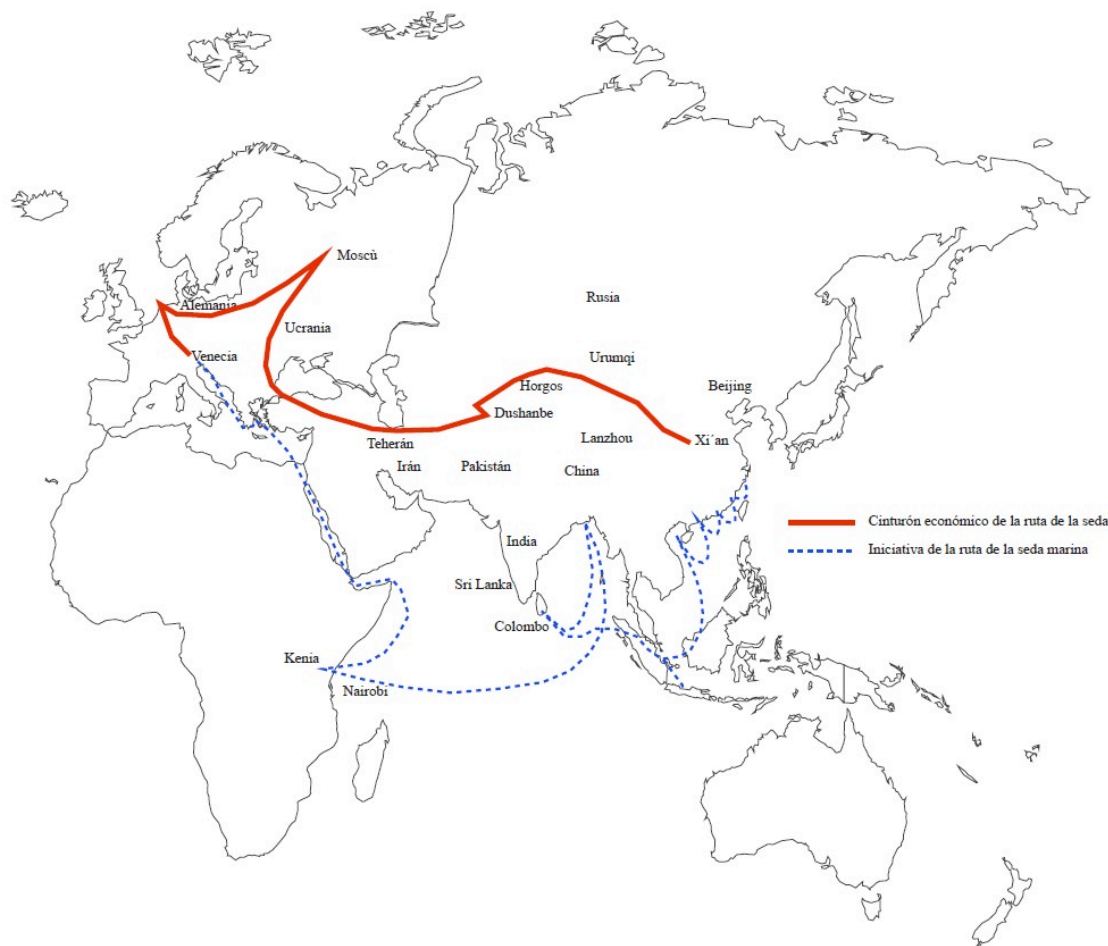 Moscù
Rusia
Alemania
Ucrania
Venecia
Urumqi
Horgos
Beijing
Dushanbe
Teherán
Lanzhou
Xi´an
Irán
Pakistán
China
Cinturón económico de la ruta de la seda
Iniciativa de la ruta de la seda marina
India
Sri Lanka
Colombo
Kenia
Nairobi